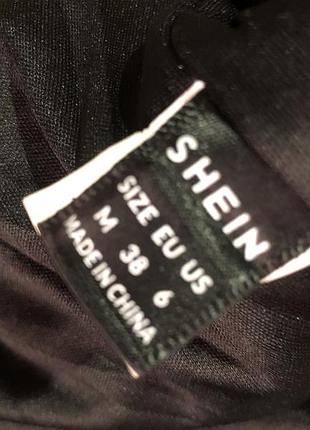 SHEIN
SIZE EU US
M 38 6
MADE IN CHINA